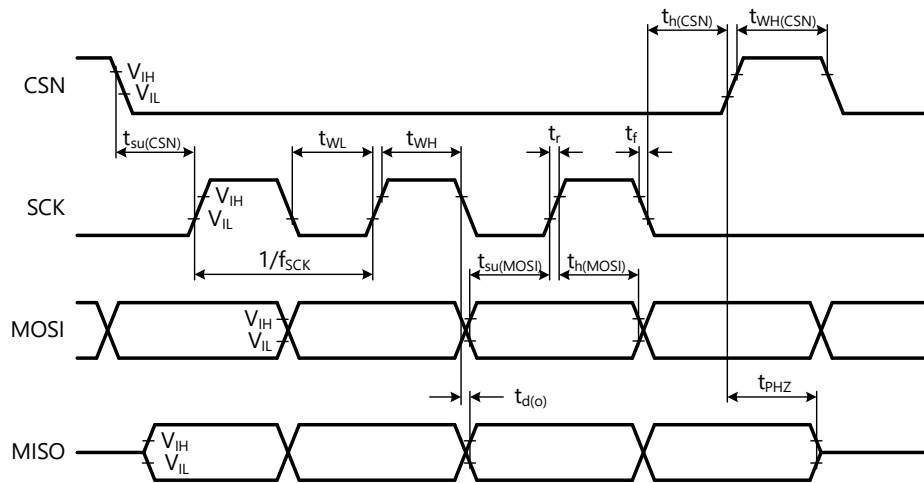 t_h(CSN) t_WH(CSN)
CSN V_IH
V_IL
t_su(CSN) t_WL t_WH t_r t_f
SCK V_IH
V_IL
1/f_SCK t_su(MOSI) t_h(MOSI)
MOSI V_IH
V_IL
t_d(o) t_PHZ
MISO V_IH
V_IL